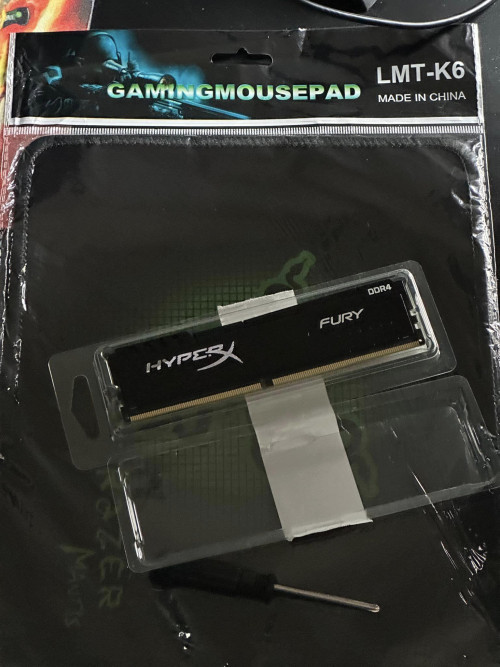 GAMINGMOUSEPAD
LMT-K6
MADE IN CHINA
DDR4
FURY
HYPERX